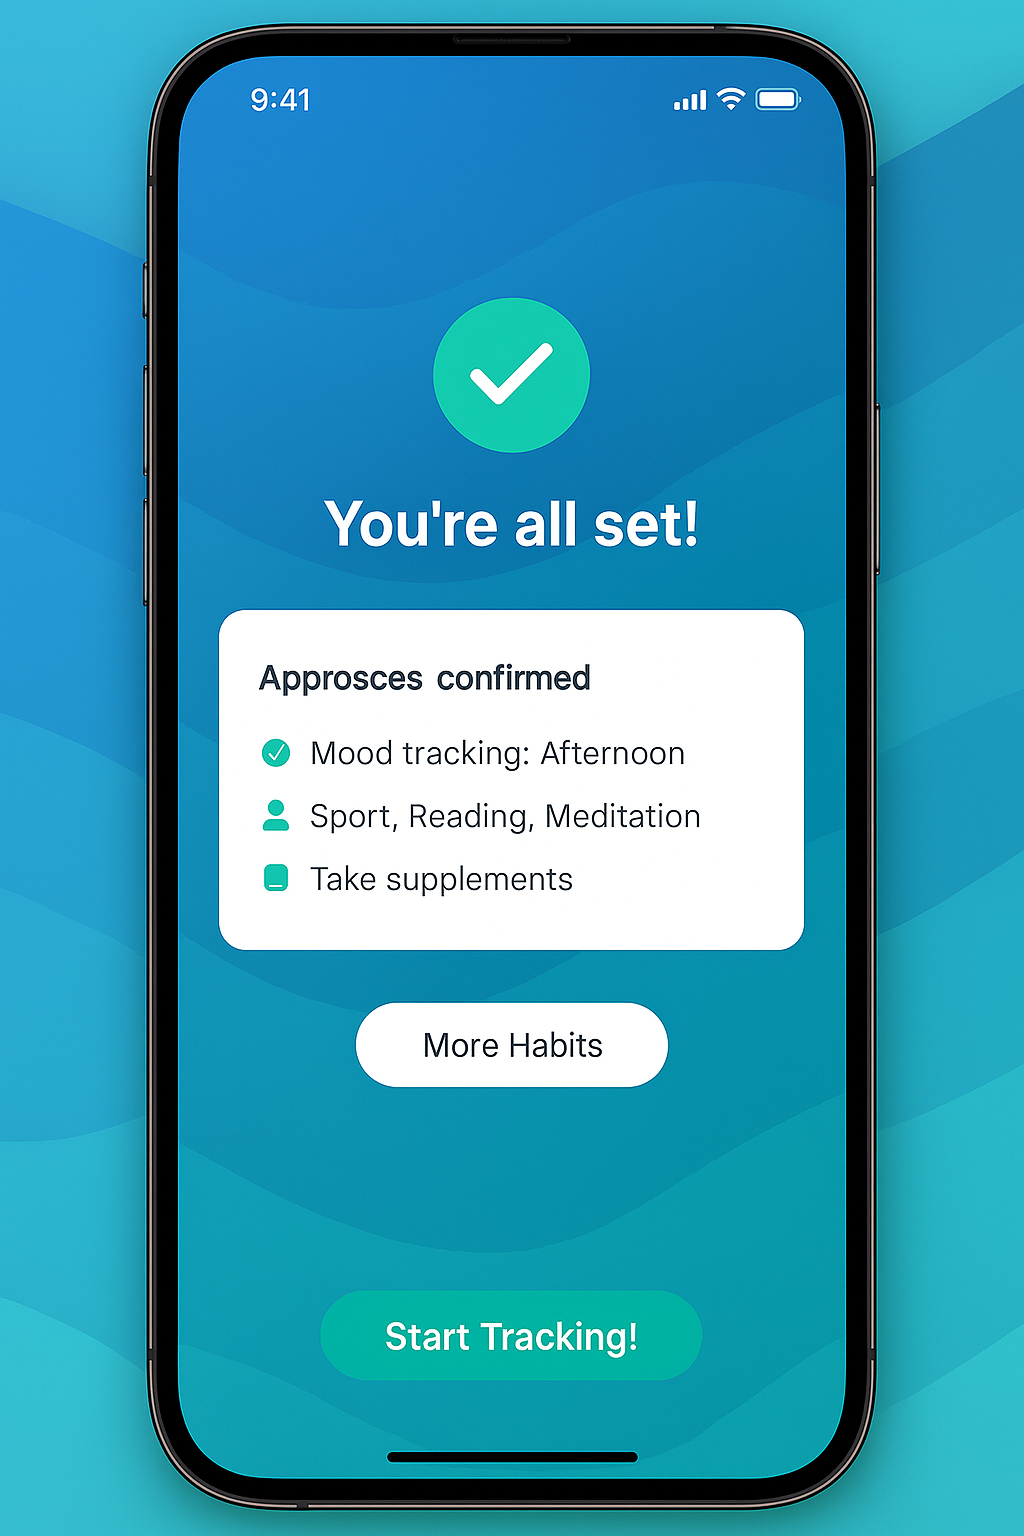 9:41
You're all set!
Approsces confirmed
Mood tracking: Afternoon
Sport, Reading, Meditation
Take supplements
More Habits
Start Tracking!